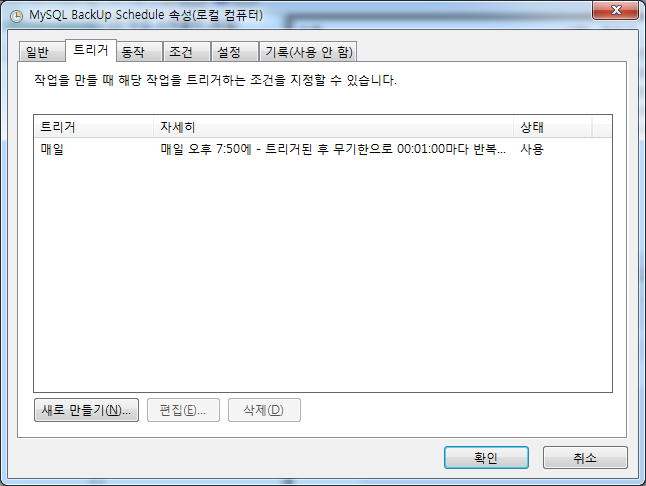 MySQL BackUp Schedule 속성(로컬 컴퓨터)
일반 트리거 동작 조건 설정 기록(사용 안 함)
작업을 만들 때 해당 작업을 트리거하는 조건을 지정할 수 있습니다.
트리거 자세히 상태
매일 매일 오후 7:50에 - 트리거된 후 무기한으로 00:01:00마다 반복... 사용
새로 만들기(N)... 편집(E)... 삭제(D)
확인 취소